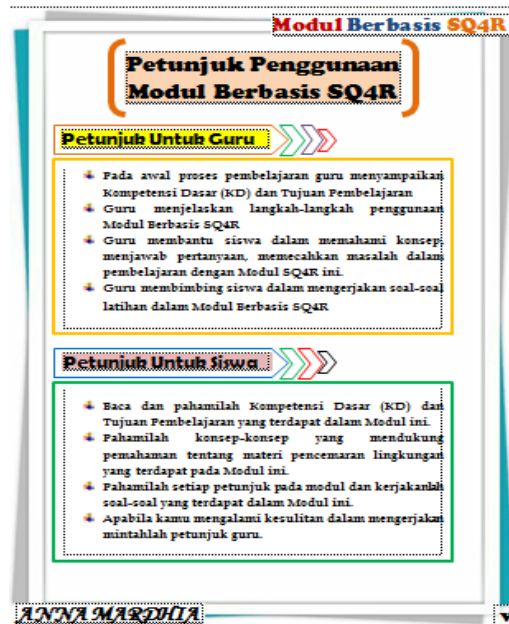 Modul Berbasis SQ4R
Petunjuk Penggunaan
Modul Berbasis SQ4R
Petunjuk Untuk Guru
Pada awal proses pembelajaran guru menyampaikan
Kompetensi Dasar (KD) dan Tujuan Pembelajaran
Guru menjelaskan langkah-langkah penggunaan
Modul Berbasis SQ4R
Guru membantu siswa dalam memahami konsep,
menjawab pertanyaan, memecahkan masalah dalam
pembelajaran dengan Modul SQ4R ini.
Guru membimbing siswa dalam mengerjakan soal-soal
latihan dalam Modul Berbasis SQ4R
Petunjuk Untuk Siswa
Baca dan pahamilah Kompetensi Dasar (KD) dan
Tujuan Pembelajaran yang terdapat dalam Modul ini.
Pahamilah konsep-konsep yang mendukung
pemahaman tentang materi pencemaran lingkungan
yang terdapat pada Modul ini.
Pahamilah setiap petunjuk pada modul dan kerjakanlah
soal-soal yang terdapat dalam Modul ini.
Apabila kamu mengalami kesulitan dalam mengerjakan
mintahlah petunjuk guru.
ANNA MARDHIA